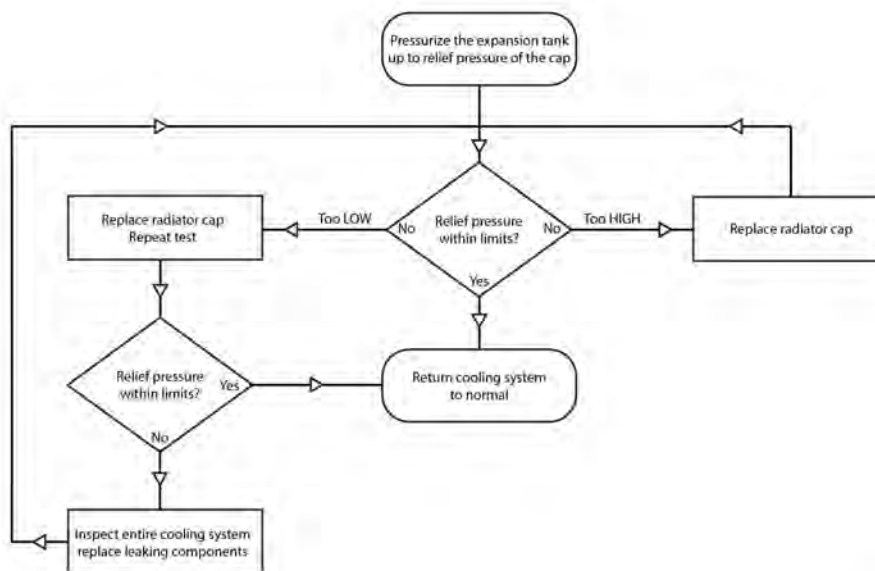 Pressurize the expansion tank
up to relief pressure of the cap
Too LOW
No
Relief pressure
within limits?
No
Too HIGH
Yes
Replace radiator cap
Repeat test
Replace radiator cap
Relief pressure
within limits?
Yes
No
Return cooling system
to normal
Inspect entire cooling system
replace leaking components